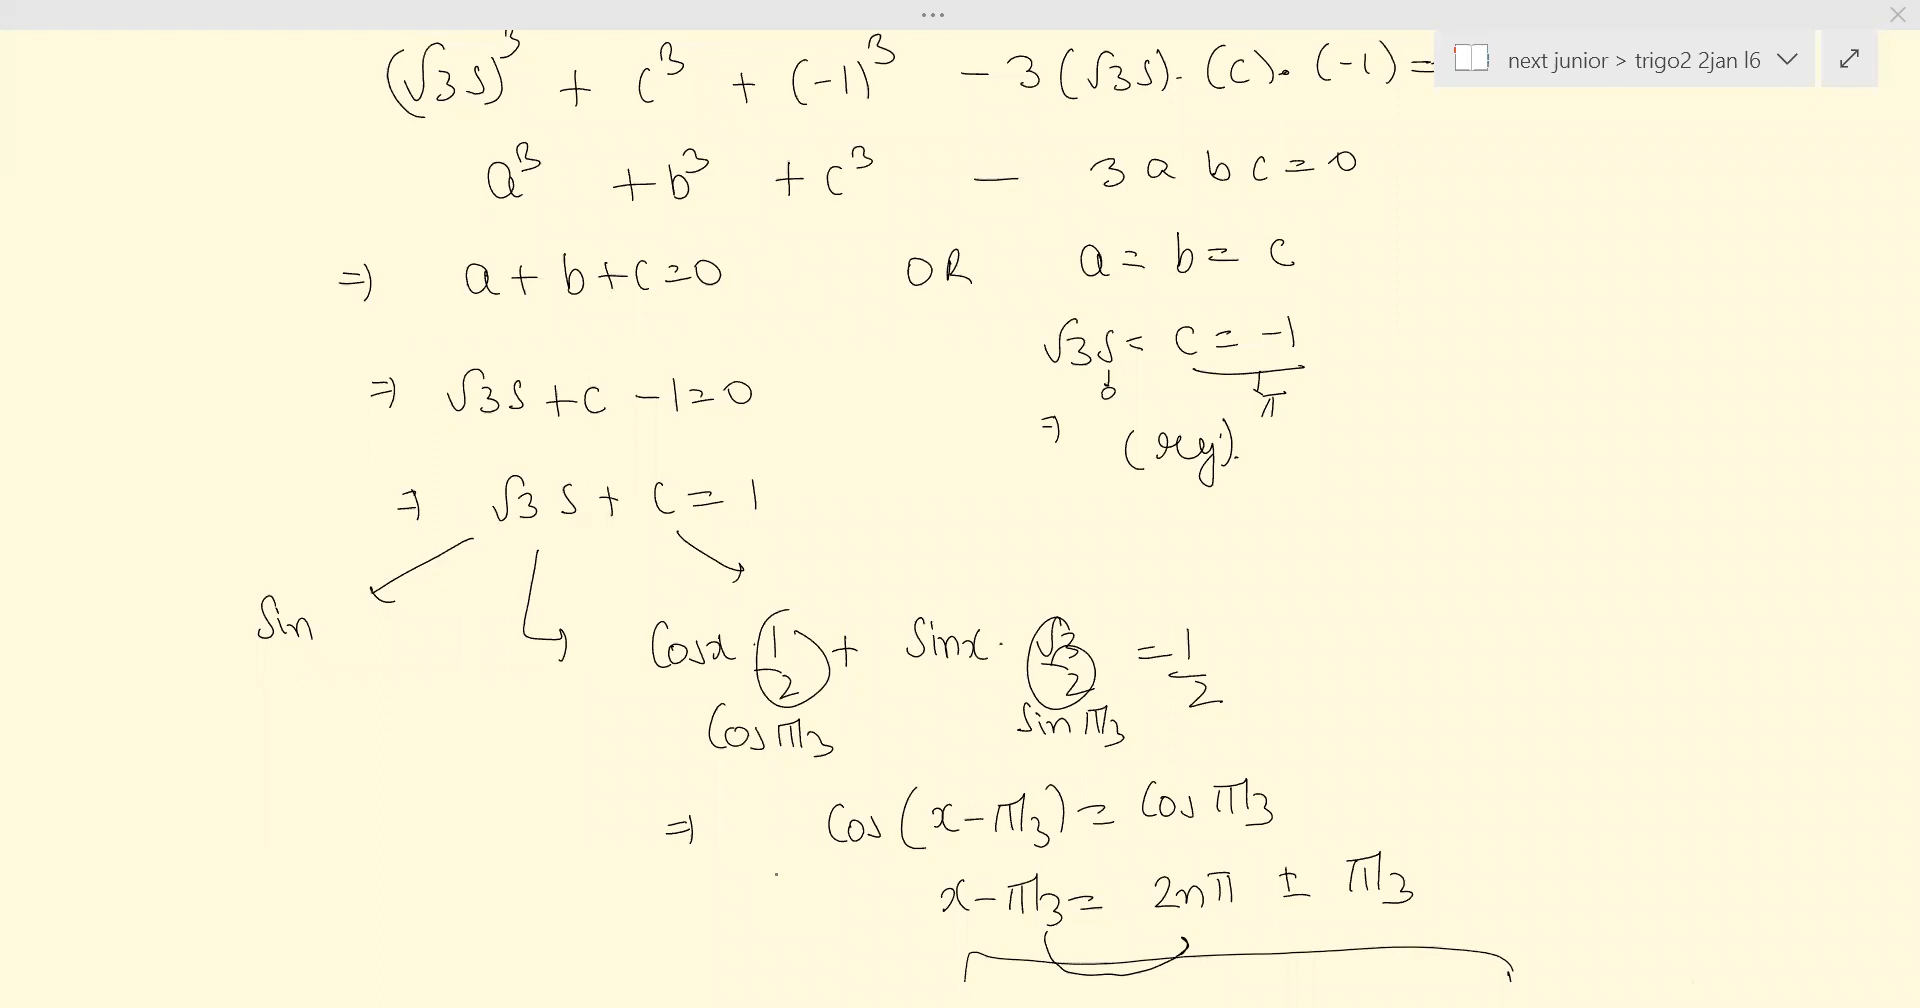 ...
next junior > trigo2 2jan l6
(√3 s)³ + c³ + (-1)³ - 3 (√3 s). (c). (-1) =
a³ + b³ + c³ - 3 a b c = 0
⇒ a + b + c = 0 OR a = b = c
√3 s = c = -1
0 π
⇒ √3 s + c - 1 = 0
⇒ (rej).
⇒ √3 s + c = 1
Sin
Cosx 1/2 + Sinx. √3/2 = 1/2
Cos π/3 Sin π/3
⇒ Cos (x - π/3) = Cos π/3
x - π/3 = 2nπ ± π/3